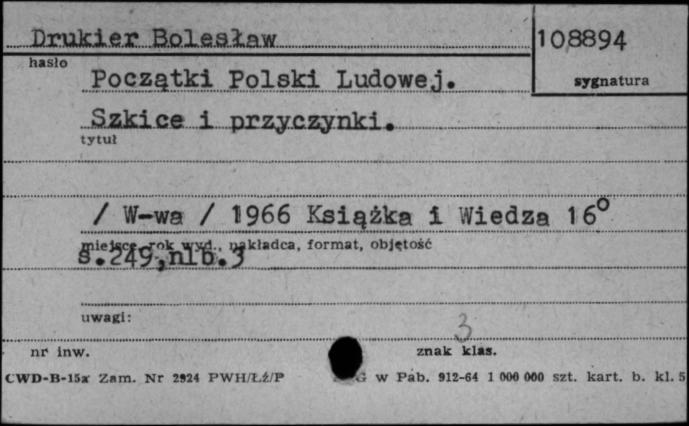 Drukier Bolesław
108894
hasło
sygnatura
Początki Polski Ludowej.
Szkice i przyczynki.
tytuł
/ W-wa / 1966 Książka i Wiedza 16°
miejsce, rok wyd., nakładca, format, objętość
s.249,nlb.3
uwagi:
3
nr inw.
znak klas.
CWD-B-15a Zam. Nr 2924 PWH/Łź/P G w Pab. 912-64 1 000 000 szt. kart. b. kl. 5